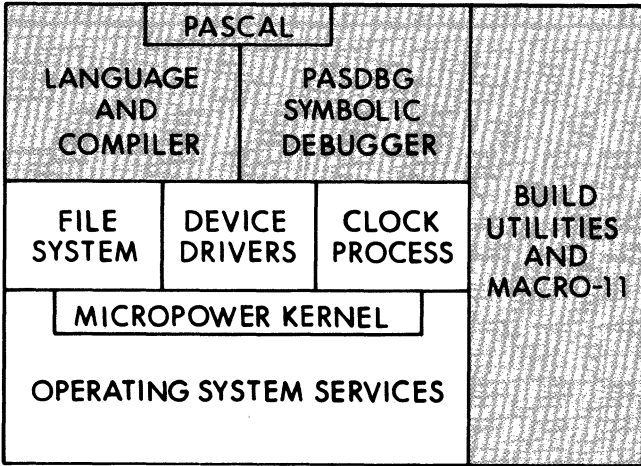 PASCAL
LANGUAGE
AND
COMPILER
PASDBG
SYMBOLIC
DEBUGGER
FILE
SYSTEM
DEVICE
DRIVERS
CLOCK
PROCESS
BUILD
UTILITIES
AND
MACRO-11
MICROPOWER KERNEL
OPERATING SYSTEM SERVICES